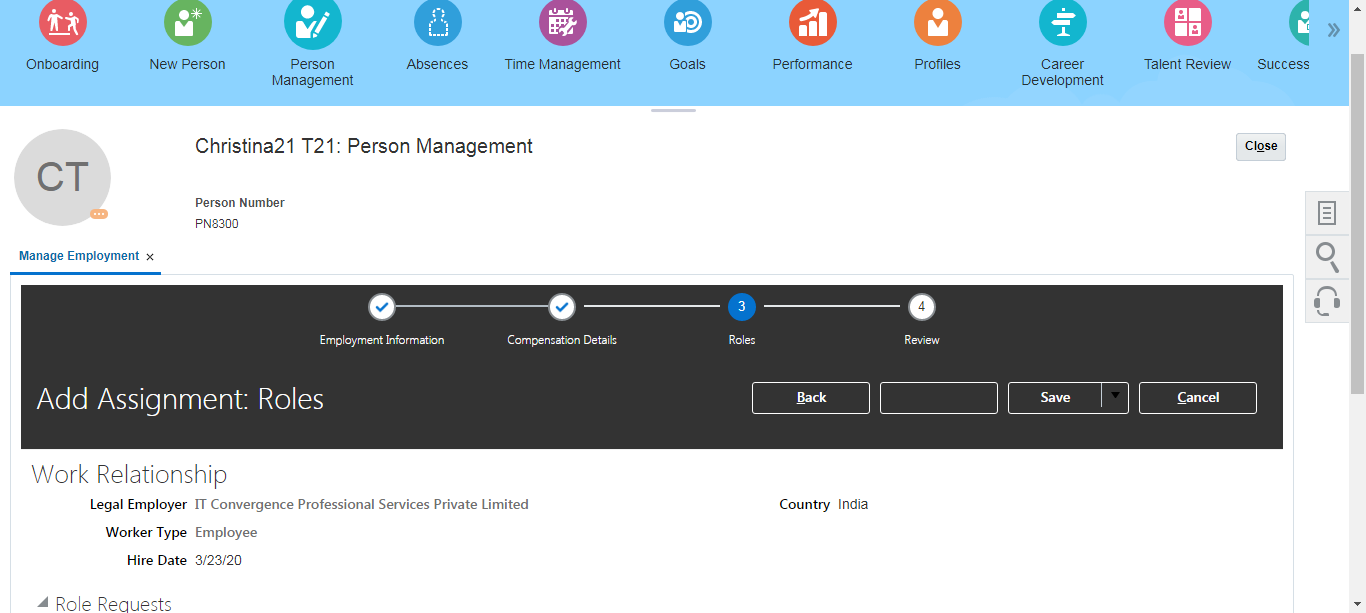 Onboarding
New Person
Person
Management
Absences
Time Management
Goals
Performance
Profiles
Career
Development
Talent Review
Success
»
CT
Christina21 T21: Person Management
Close
Person Number
PN8300
Manage Employment ×
3
4
Employment Information
Compensation Details
Roles
Review
Add Assignment: Roles
Back
Save
Cancel
Work Relationship
Legal Employer IT Convergence Professional Services Private Limited
Country India
Worker Type Employee
Hire Date 3/23/20
Role Requests